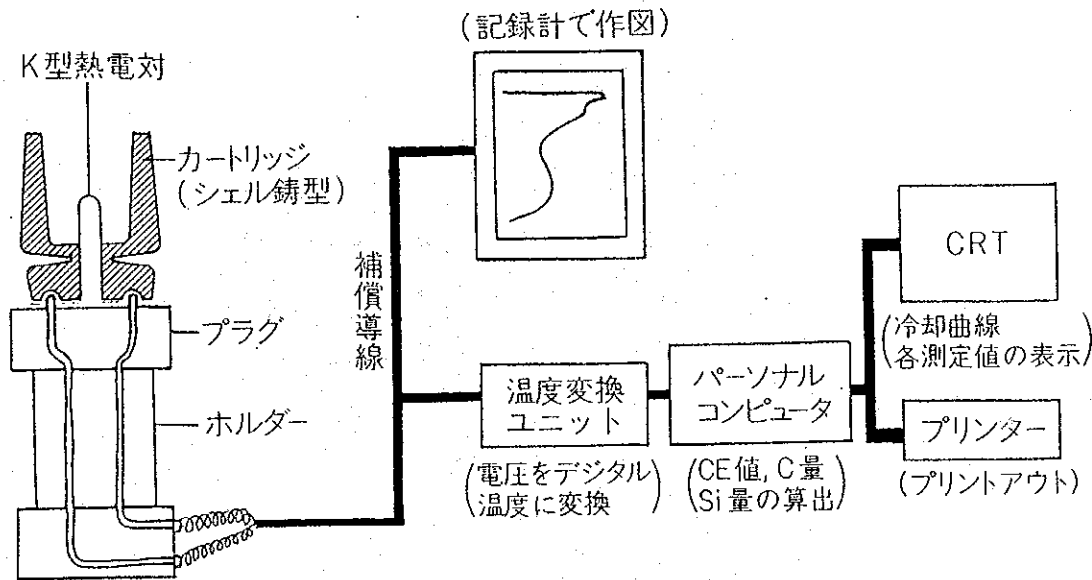 (記録計で作図)
K型熱電対
カートリッジ
(シェル鋳型)
補償導線
プラグ
ホルダー
温度変換
ユニット
(電圧をデジタル
温度に変換)
パーソナル
コンピュータ
(CE値, C量
Si量の算出)
CRT
(冷却曲線
各測定値の表示)
プリンター
(プリントアウト)